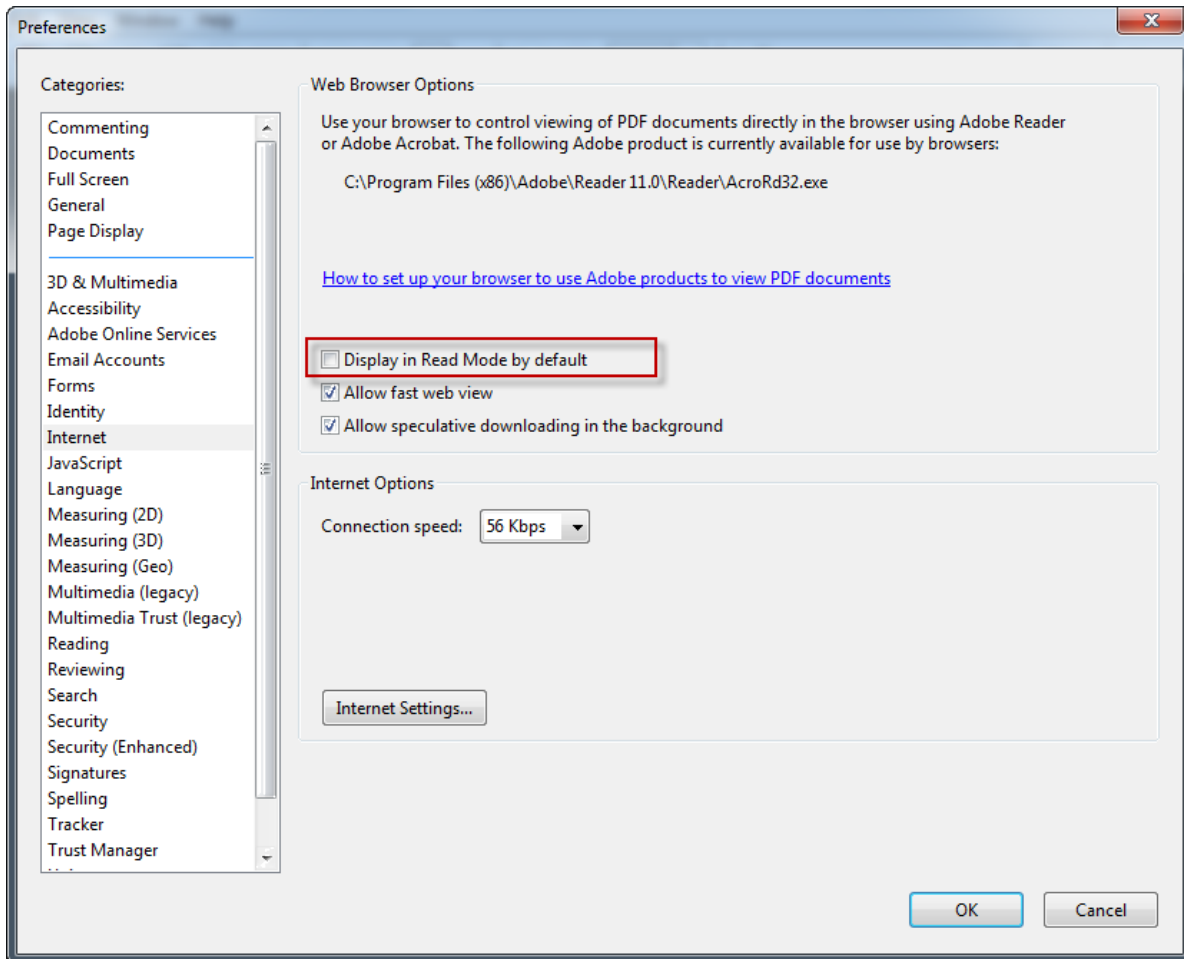 Window Help
Preferences
Categories:
Commenting
Documents
Full Screen
General
Page Display
3D & Multimedia
Accessibility
Adobe Online Services
Email Accounts
Forms
Identity
Internet
JavaScript
Language
Measuring (2D)
Measuring (3D)
Measuring (Geo)
Multimedia (legacy)
Multimedia Trust (legacy)
Reading
Reviewing
Search
Security
Security (Enhanced)
Signatures
Spelling
Tracker
Trust Manager
Web Browser Options
Use your browser to control viewing of PDF documents directly in the browser using Adobe Reader
or Adobe Acrobat. The following Adobe product is currently available for use by browsers:
C:\Program Files (x86)\Adobe\Reader 11.0\Reader\AcroRd32.exe
How to set up your browser to use Adobe products to view PDF documents
Display in Read Mode by default
Allow fast web view
Allow speculative downloading in the background
Internet Options
Connection speed: 56 Kbps
Internet Settings...
OK Cancel